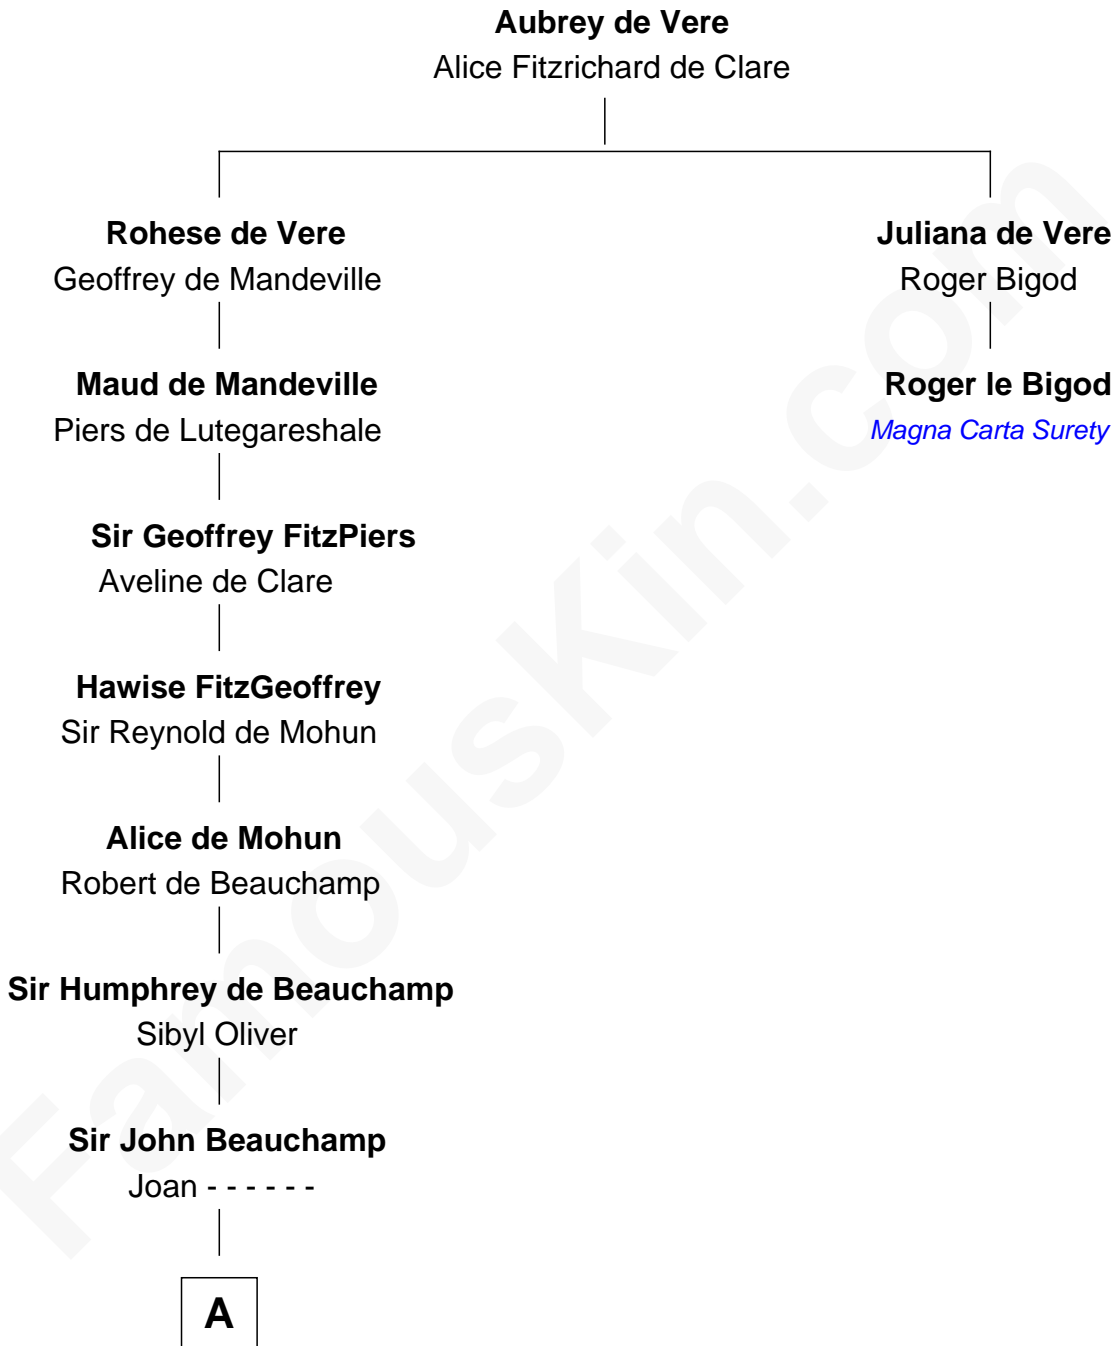 Aubrey de Vere
Alice Fitzrichard de Clare
Rohese de Vere
Geoffrey de Mandeville
Juliana de Vere
Roger Bigod
Maud de Mandeville
Piers de Lutegareshale
Roger le Bigod
Magna Carta Surety
Sir Geoffrey FitzPiers
Aveline de Clare
Hawise FitzGeoffrey
Sir Reynold de Mohun
Alice de Mohun
Robert de Beauchamp
Sir Humphrey de Beauchamp
Sibyl Oliver
Sir John Beauchamp
Joan - - - - - -
A
FamousKin.com